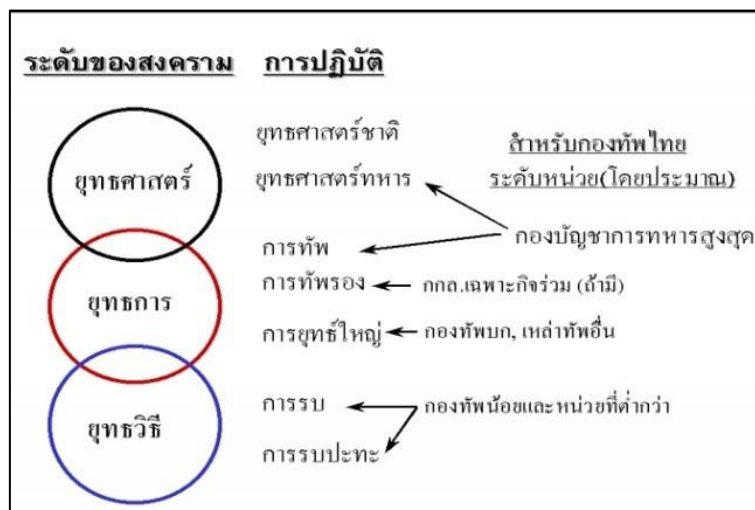 ระดับของสงคราม การปฏิบัติ
ยุทธศาสตร์ชาติ
สำหรับกองทัพไทย
ยุทธศาสตร์
ยุทธศาสตร์ทหาร
ระดับหน่วย(โดยประมาณ)
กองบัญชาการทหารสูงสุด
การทัพ
การทัพรอง
กกล.เฉพาะกิจร่วม (ถ้ามี)
ยุทธการ
การยุทธ์ใหญ่
กองทัพบก, เหล่าทัพอื่น
การรบ
กองทัพน้อยและหน่วยที่ต่ำกว่า
ยุทธวิธี
การรบปะทะ